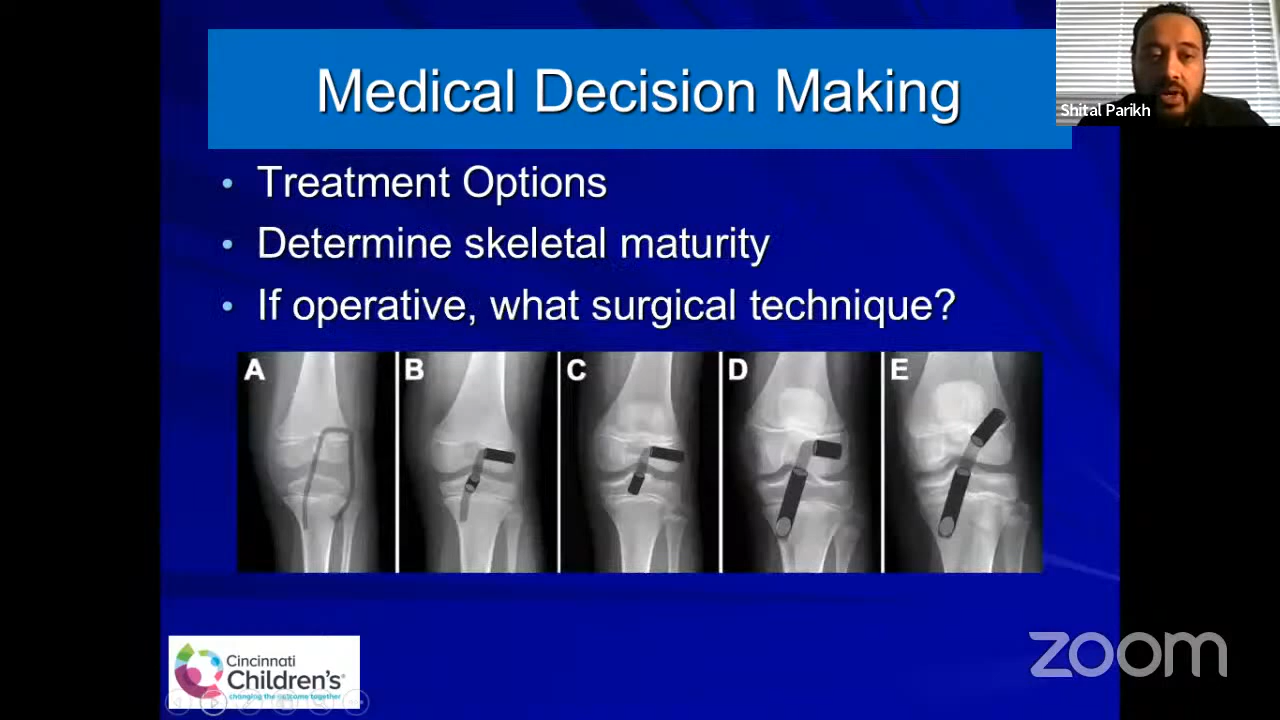 Medical Decision Making
Shital Parikh
• Treatment Options
• Determine skeletal maturity
• If operative, what surgical technique?
A B C D E
Cincinnati
Children's
changing the outcome together
zoom